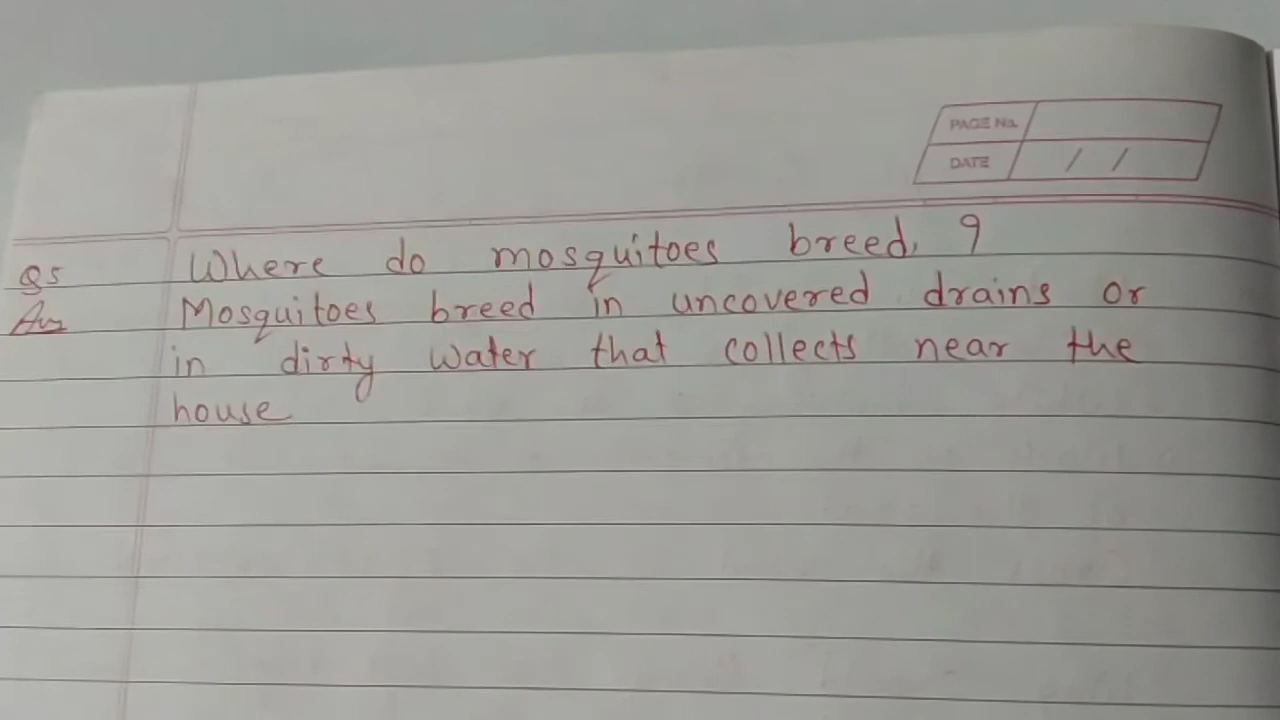 PAGE No.
DATE / /
Q5 Where do mosquitoes breed ?
Ans Mosquitoes breed in uncovered drains or
in dirty water that collects near the
house